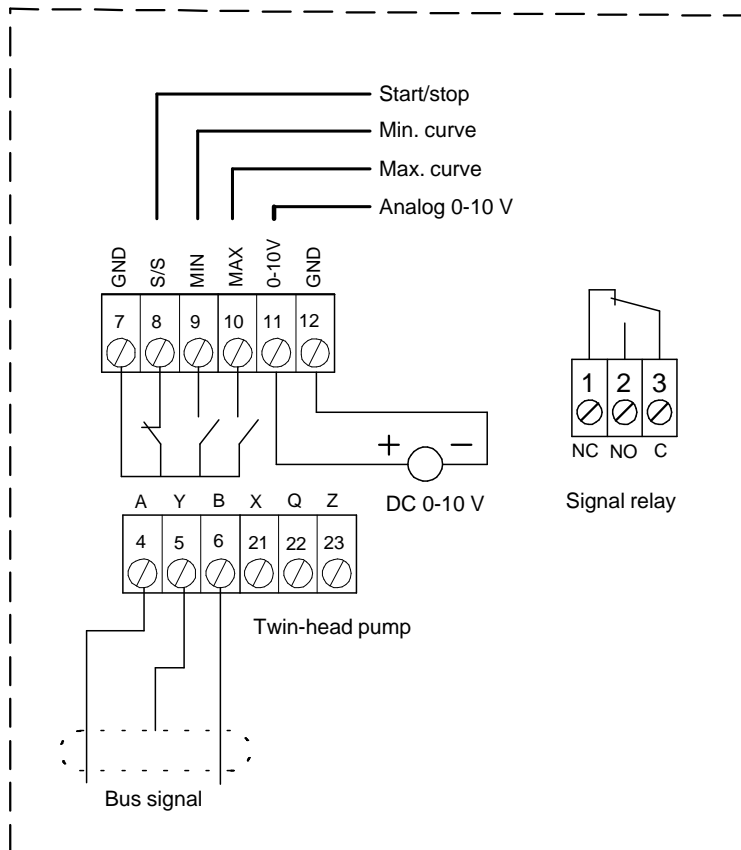 Start/stop
Min. curve
Max. curve
Analog 0-10 V
GND S/S MIN MAX 0-10V GND
7 8 9 10 11 12
1 2 3
NC NO C
+ −
DC 0-10 V
Signal relay
A Y B X Q Z
4 5 6 21 22 23
Twin-head pump
Bus signal